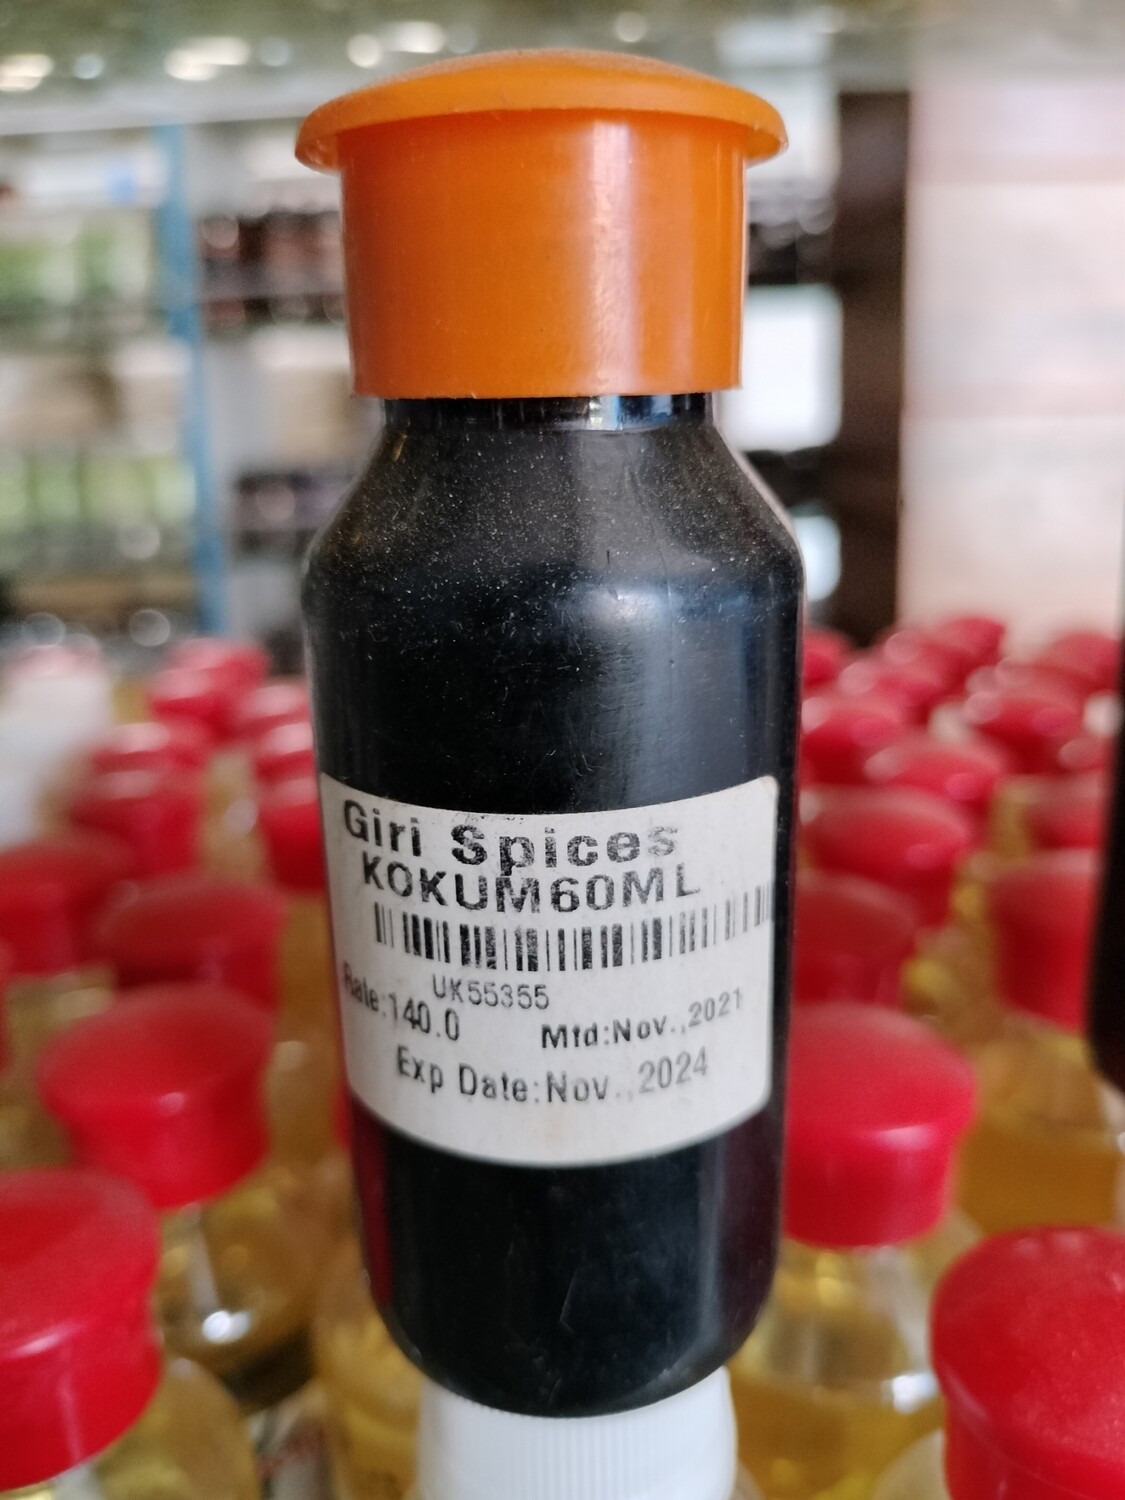 Giri Spices
KOKUM60ML
UK55355
Rate:140.0
Mfd:Nov.,2021
Exp Date:Nov.,2024